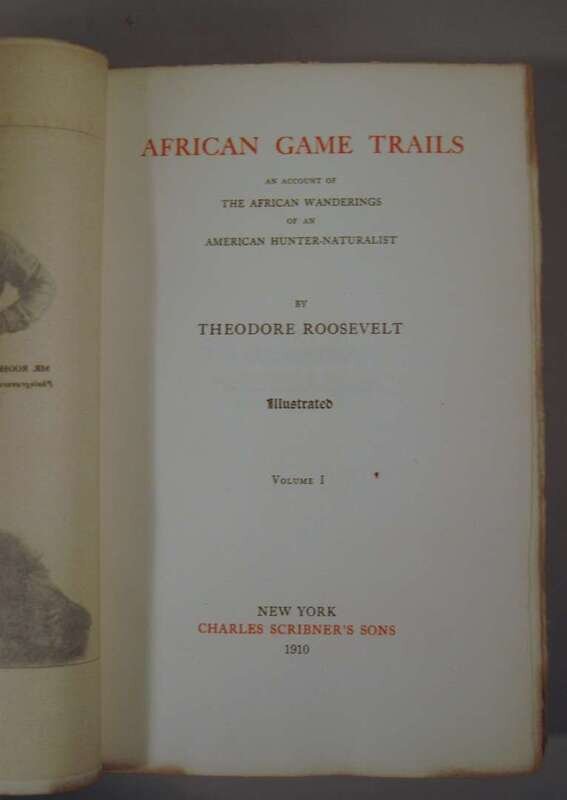 AFRICAN GAME TRAILS
AN ACCOUNT OF
THE AFRICAN WANDERINGS
OF AN
AMERICAN HUNTER-NATURALIST
BY
THEODORE ROOSEVELT
Illustrated
VOLUME I
NEW YORK
CHARLES SCRIBNER'S SONS
1910